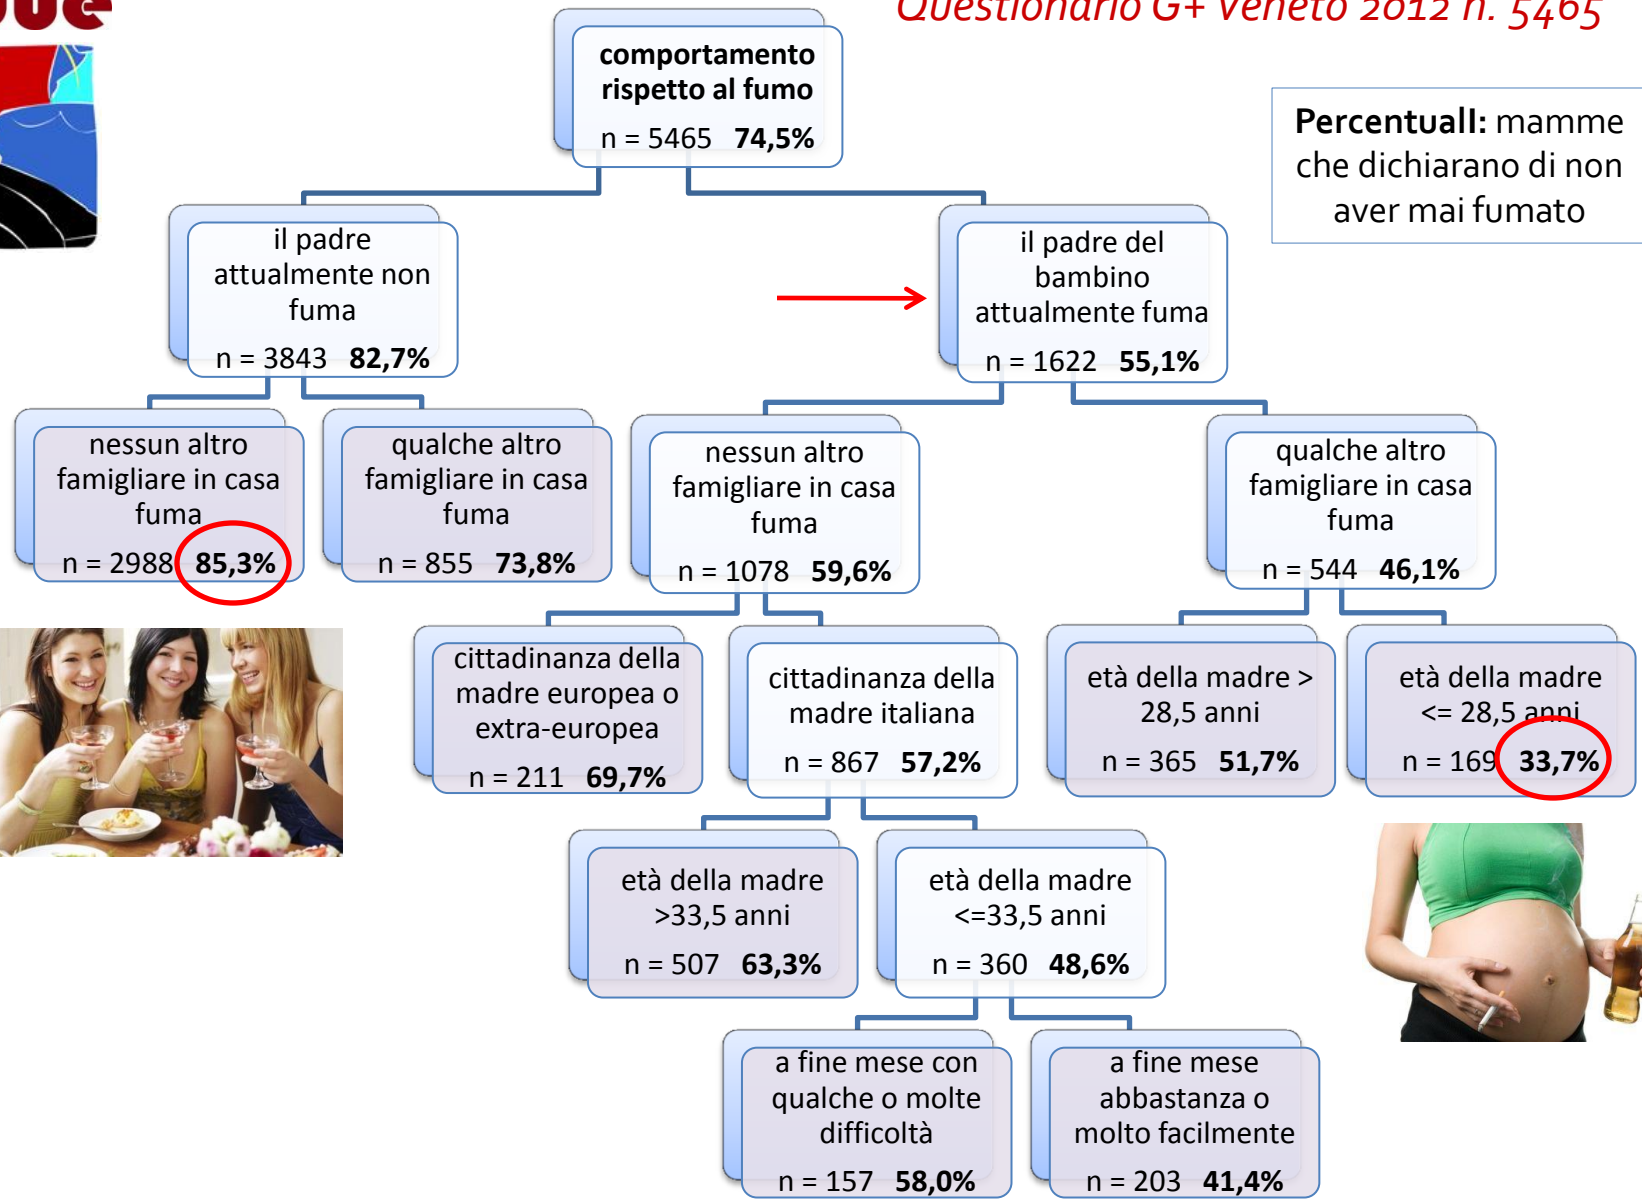 Questionario G+ Veneto 2012 n. 5465
comportamento
rispetto al fumo
n = 5465 74,5%
PercentualI: mamme
che dichiarano di non
aver mai fumato
il padre
attualmente non
fuma
n = 3843 82,7%
il padre del
bambino
attualmente fuma
n = 1622 55,1%
nessun altro
famigliare in casa
fuma
n = 2988 85,3%
qualche altro
famigliare in casa
fuma
n = 855 73,8%
nessun altro
famigliare in casa
fuma
n = 1078 59,6%
qualche altro
famigliare in casa
fuma
n = 544 46,1%
cittadinanza della
madre europea o
extra-europea
n = 211 69,7%
cittadinanza della
madre italiana
n = 867 57,2%
età della madre >
28,5 anni
n = 365 51,7%
età della madre
<= 28,5 anni
n = 169 33,7%
età della madre
>33,5 anni
n = 507 63,3%
età della madre
<=33,5 anni
n = 360 48,6%
a fine mese con
qualche o molte
difficoltà
n = 157 58,0%
a fine mese
abbastanza o
molto facilmente
n = 203 41,4%